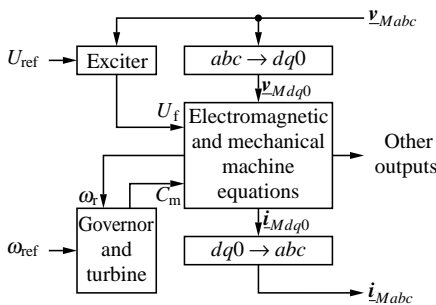 v_Mabc
U_ref
Exciter
abc → dq0
v_Mdq0
U_f
Electromagnetic
and mechanical
machine
equations
Other
outputs
ω_r
C_m
i_Mdq0
ω_ref
Governor
and
turbine
dq0 → abc
i_Mabc